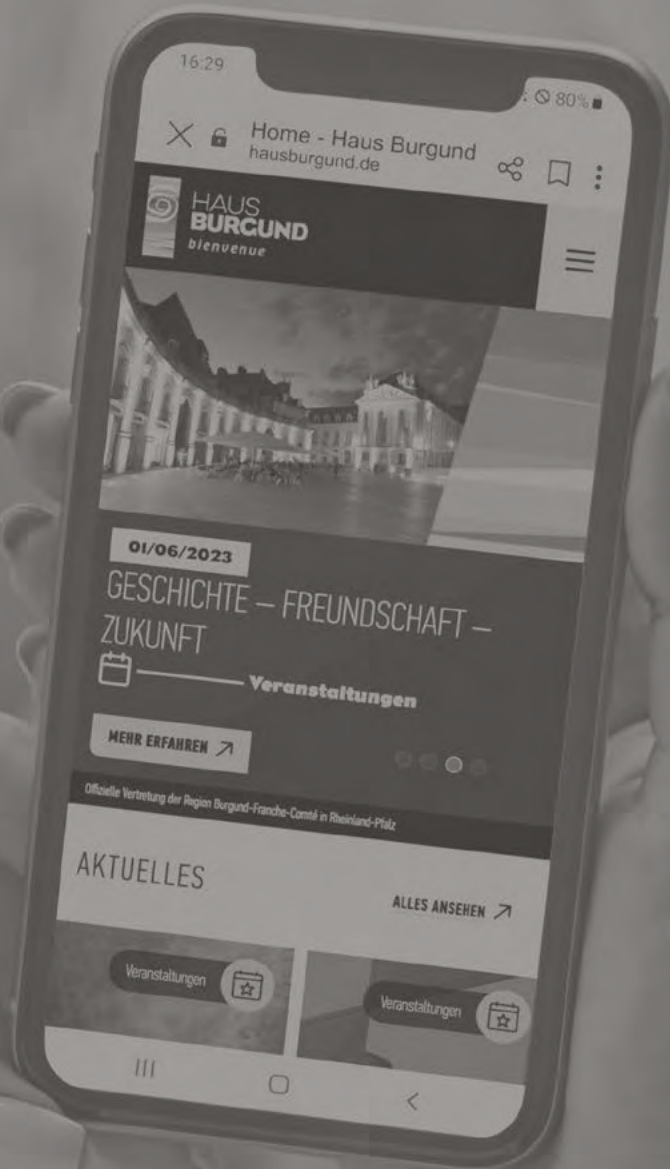 16:29
80%
Home - Haus Burgund
hausburgund.de
HAUS
BURGUND
bienvenue
01/06/2023
GESCHICHTE – FREUNDSCHAFT –
ZUKUNFT
Veranstaltungen
MEHR ERFAHREN
Offizielle Vertretung der Region Burgund-Franche-Comté in Rheinland-Pfalz
AKTUELLES
ALLES ANSEHEN
Veranstaltungen
Veranstaltungen